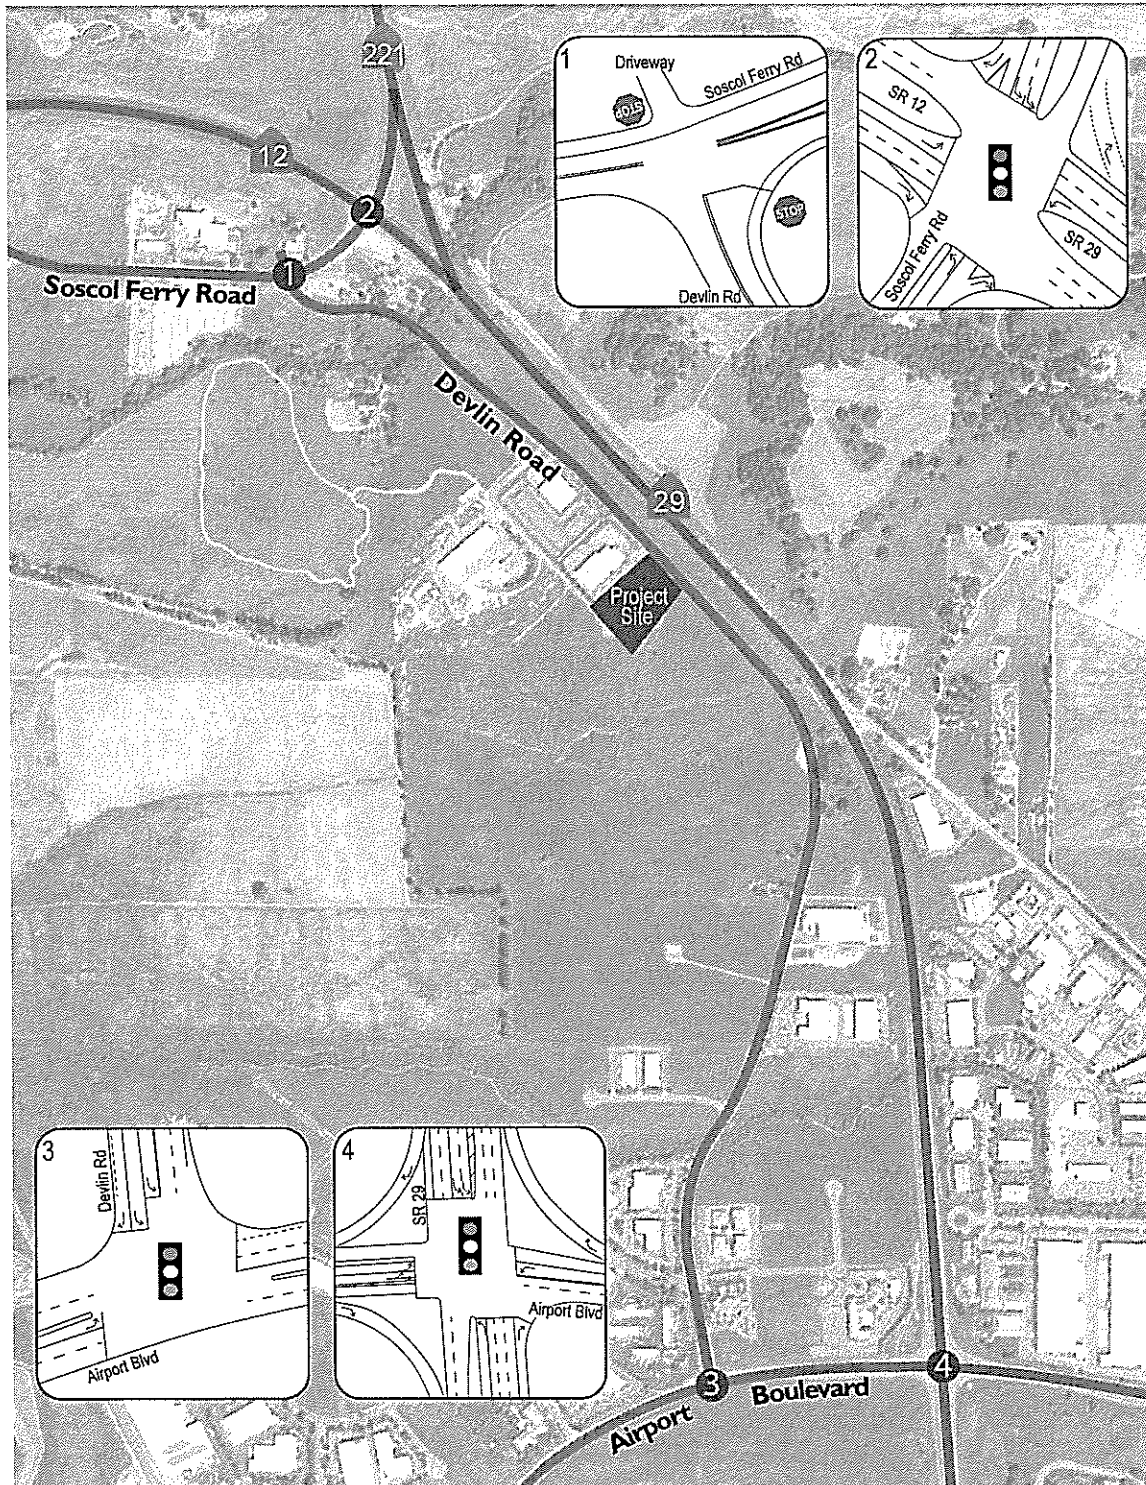 221
12
2
1
Soscol Ferry Road
Devlin Road
29
Project
Site
3
Boulevard
Airport
4
1
Driveway
Soscol Ferry Rd
STOP
STOP
Devlin Rd
2
SR 12
Soscol Ferry Rd
SR 29
3
Devlin Rd
Airport Blvd
4
SR 29
Airport Blvd